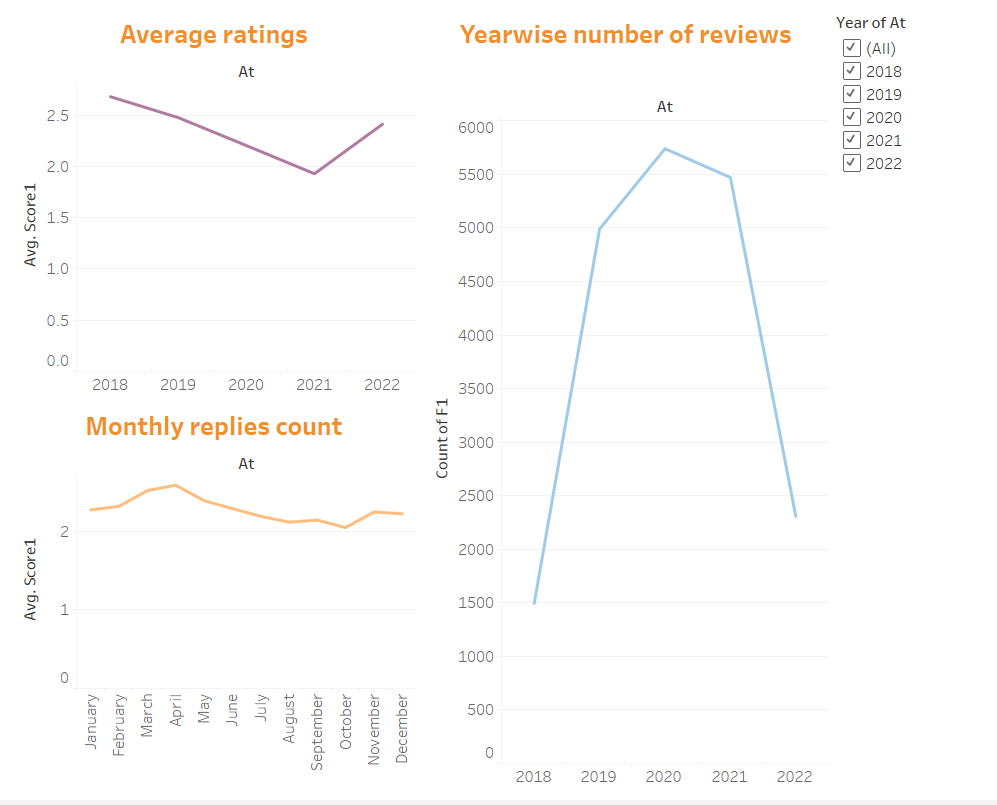 Average ratings
At
Avg. Score1
2.5
2.0
1.5
1.0
0.5
0.0
2018 2019 2020 2021 2022
Monthly replies count
At
Avg. Score1
2
1
0
January February March April May June July August September October November December
Yearwise number of reviews
At
Count of F1
6000
5500
5000
4500
4000
3500
3000
2500
2000
1500
1000
500
0
2018 2019 2020 2021 2022
Year of At
(All)
2018
2019
2020
2021
2022